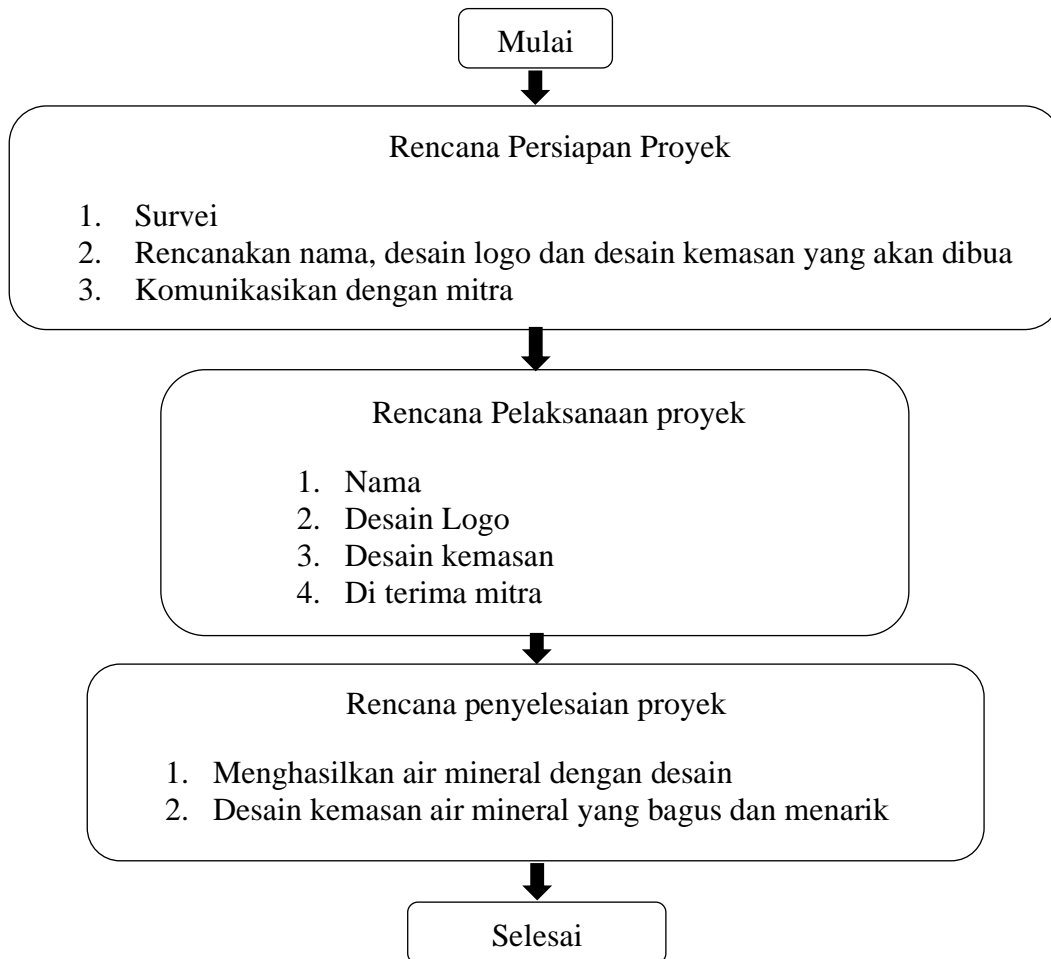 Mulai
Rencana Persiapan Proyek
1. Survei
2. Rencanakan nama, desain logo dan desain kemasan yang akan dibua
3. Komunikasikan dengan mitra
Rencana Pelaksanaan proyek
1. Nama
2. Desain Logo
3. Desain kemasan
4. Di terima mitra
Rencana penyelesaian proyek
1. Menghasilkan air mineral dengan desain
2. Desain kemasan air mineral yang bagus dan menarik
Selesai